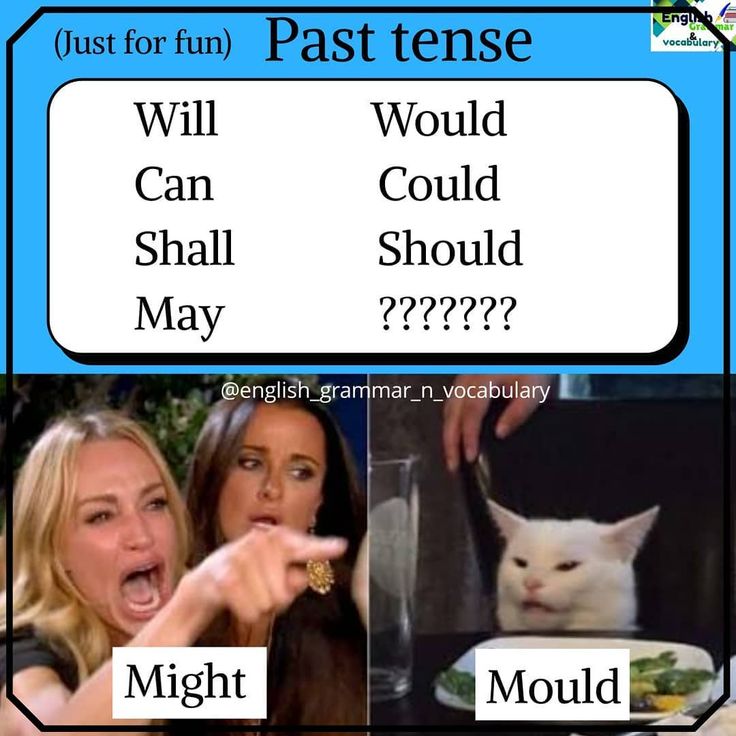 (Just for fun) Past tense
English
Grammar
&
vocabulary
Will Would
Can Could
Shall Should
May ???????
@english_grammar_n_vocabulary
Might Mould